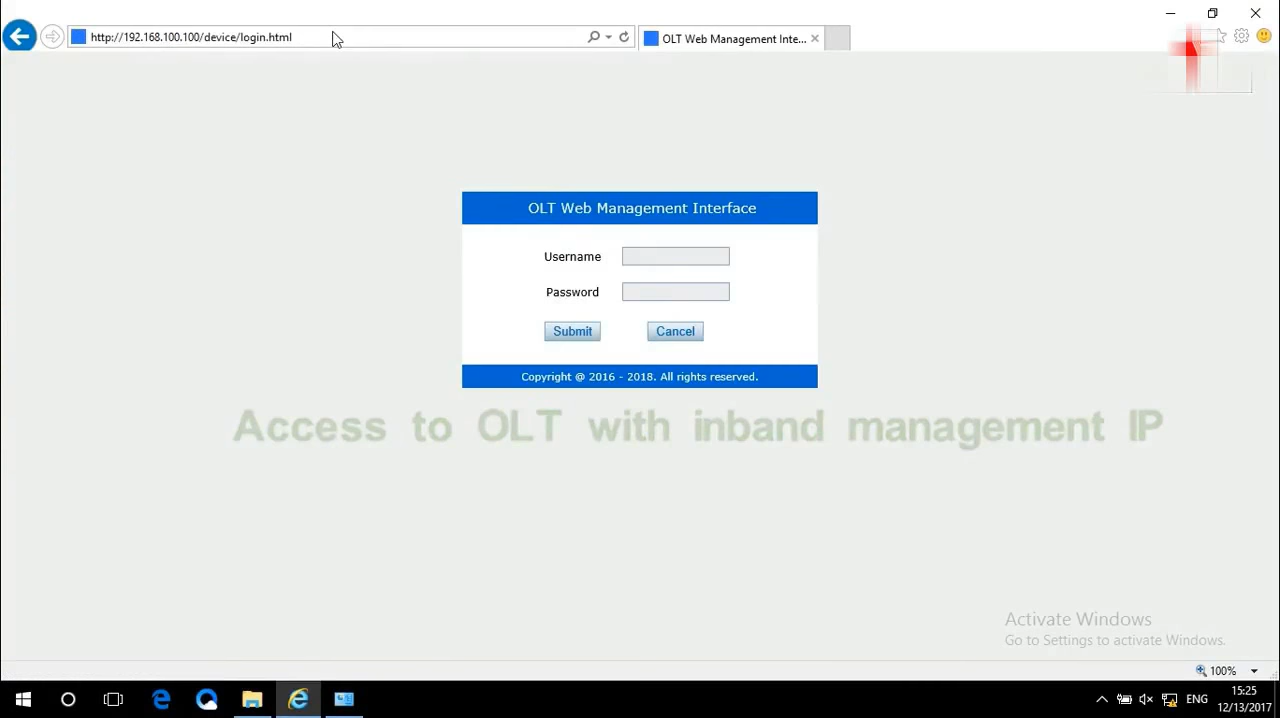 http://192.168.100.100/device/login.html
OLT Web Management Inte...
OLT Web Management Interface
Username
Password
Submit
Cancel
Copyright @ 2016 - 2018. All rights reserved.
Access to OLT with inband management IP
Activate Windows
Go to Settings to activate Windows.
100%
ENG
15:25
12/13/2017